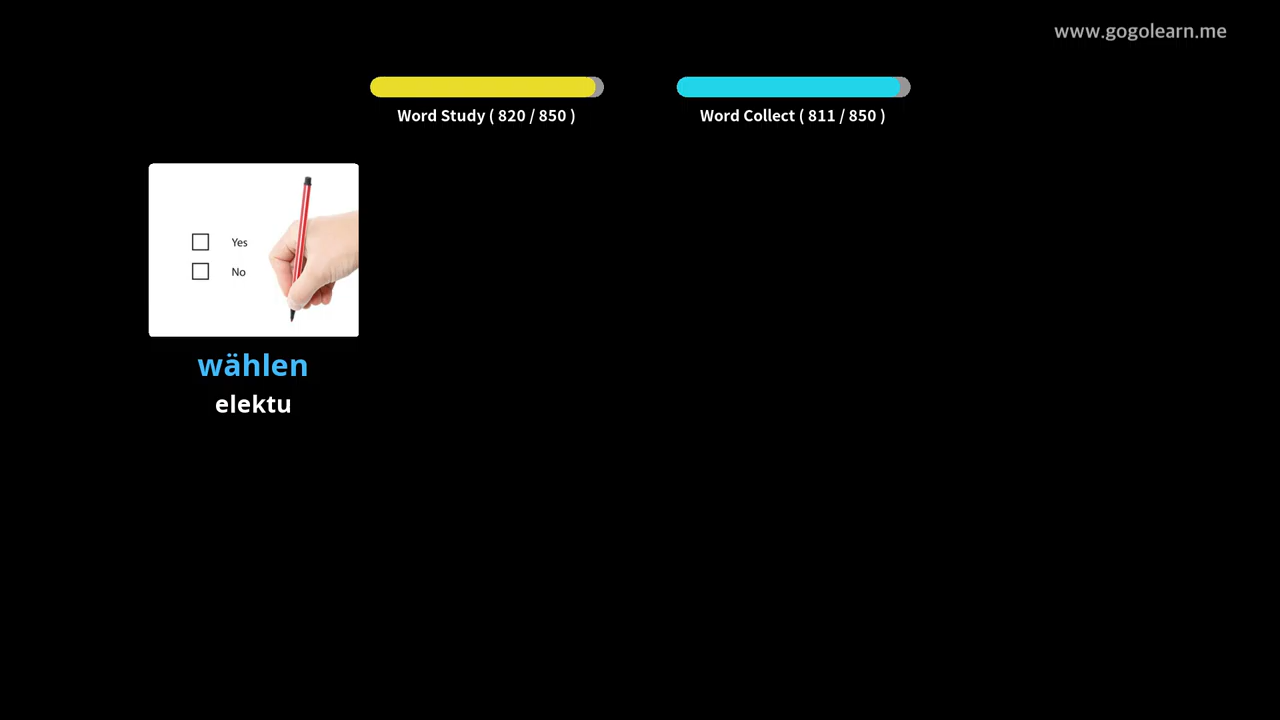 www.gogolearn.me
Word Study ( 820 / 850 )
Word Collect ( 811 / 850 )
Yes
No
wählen
elektu